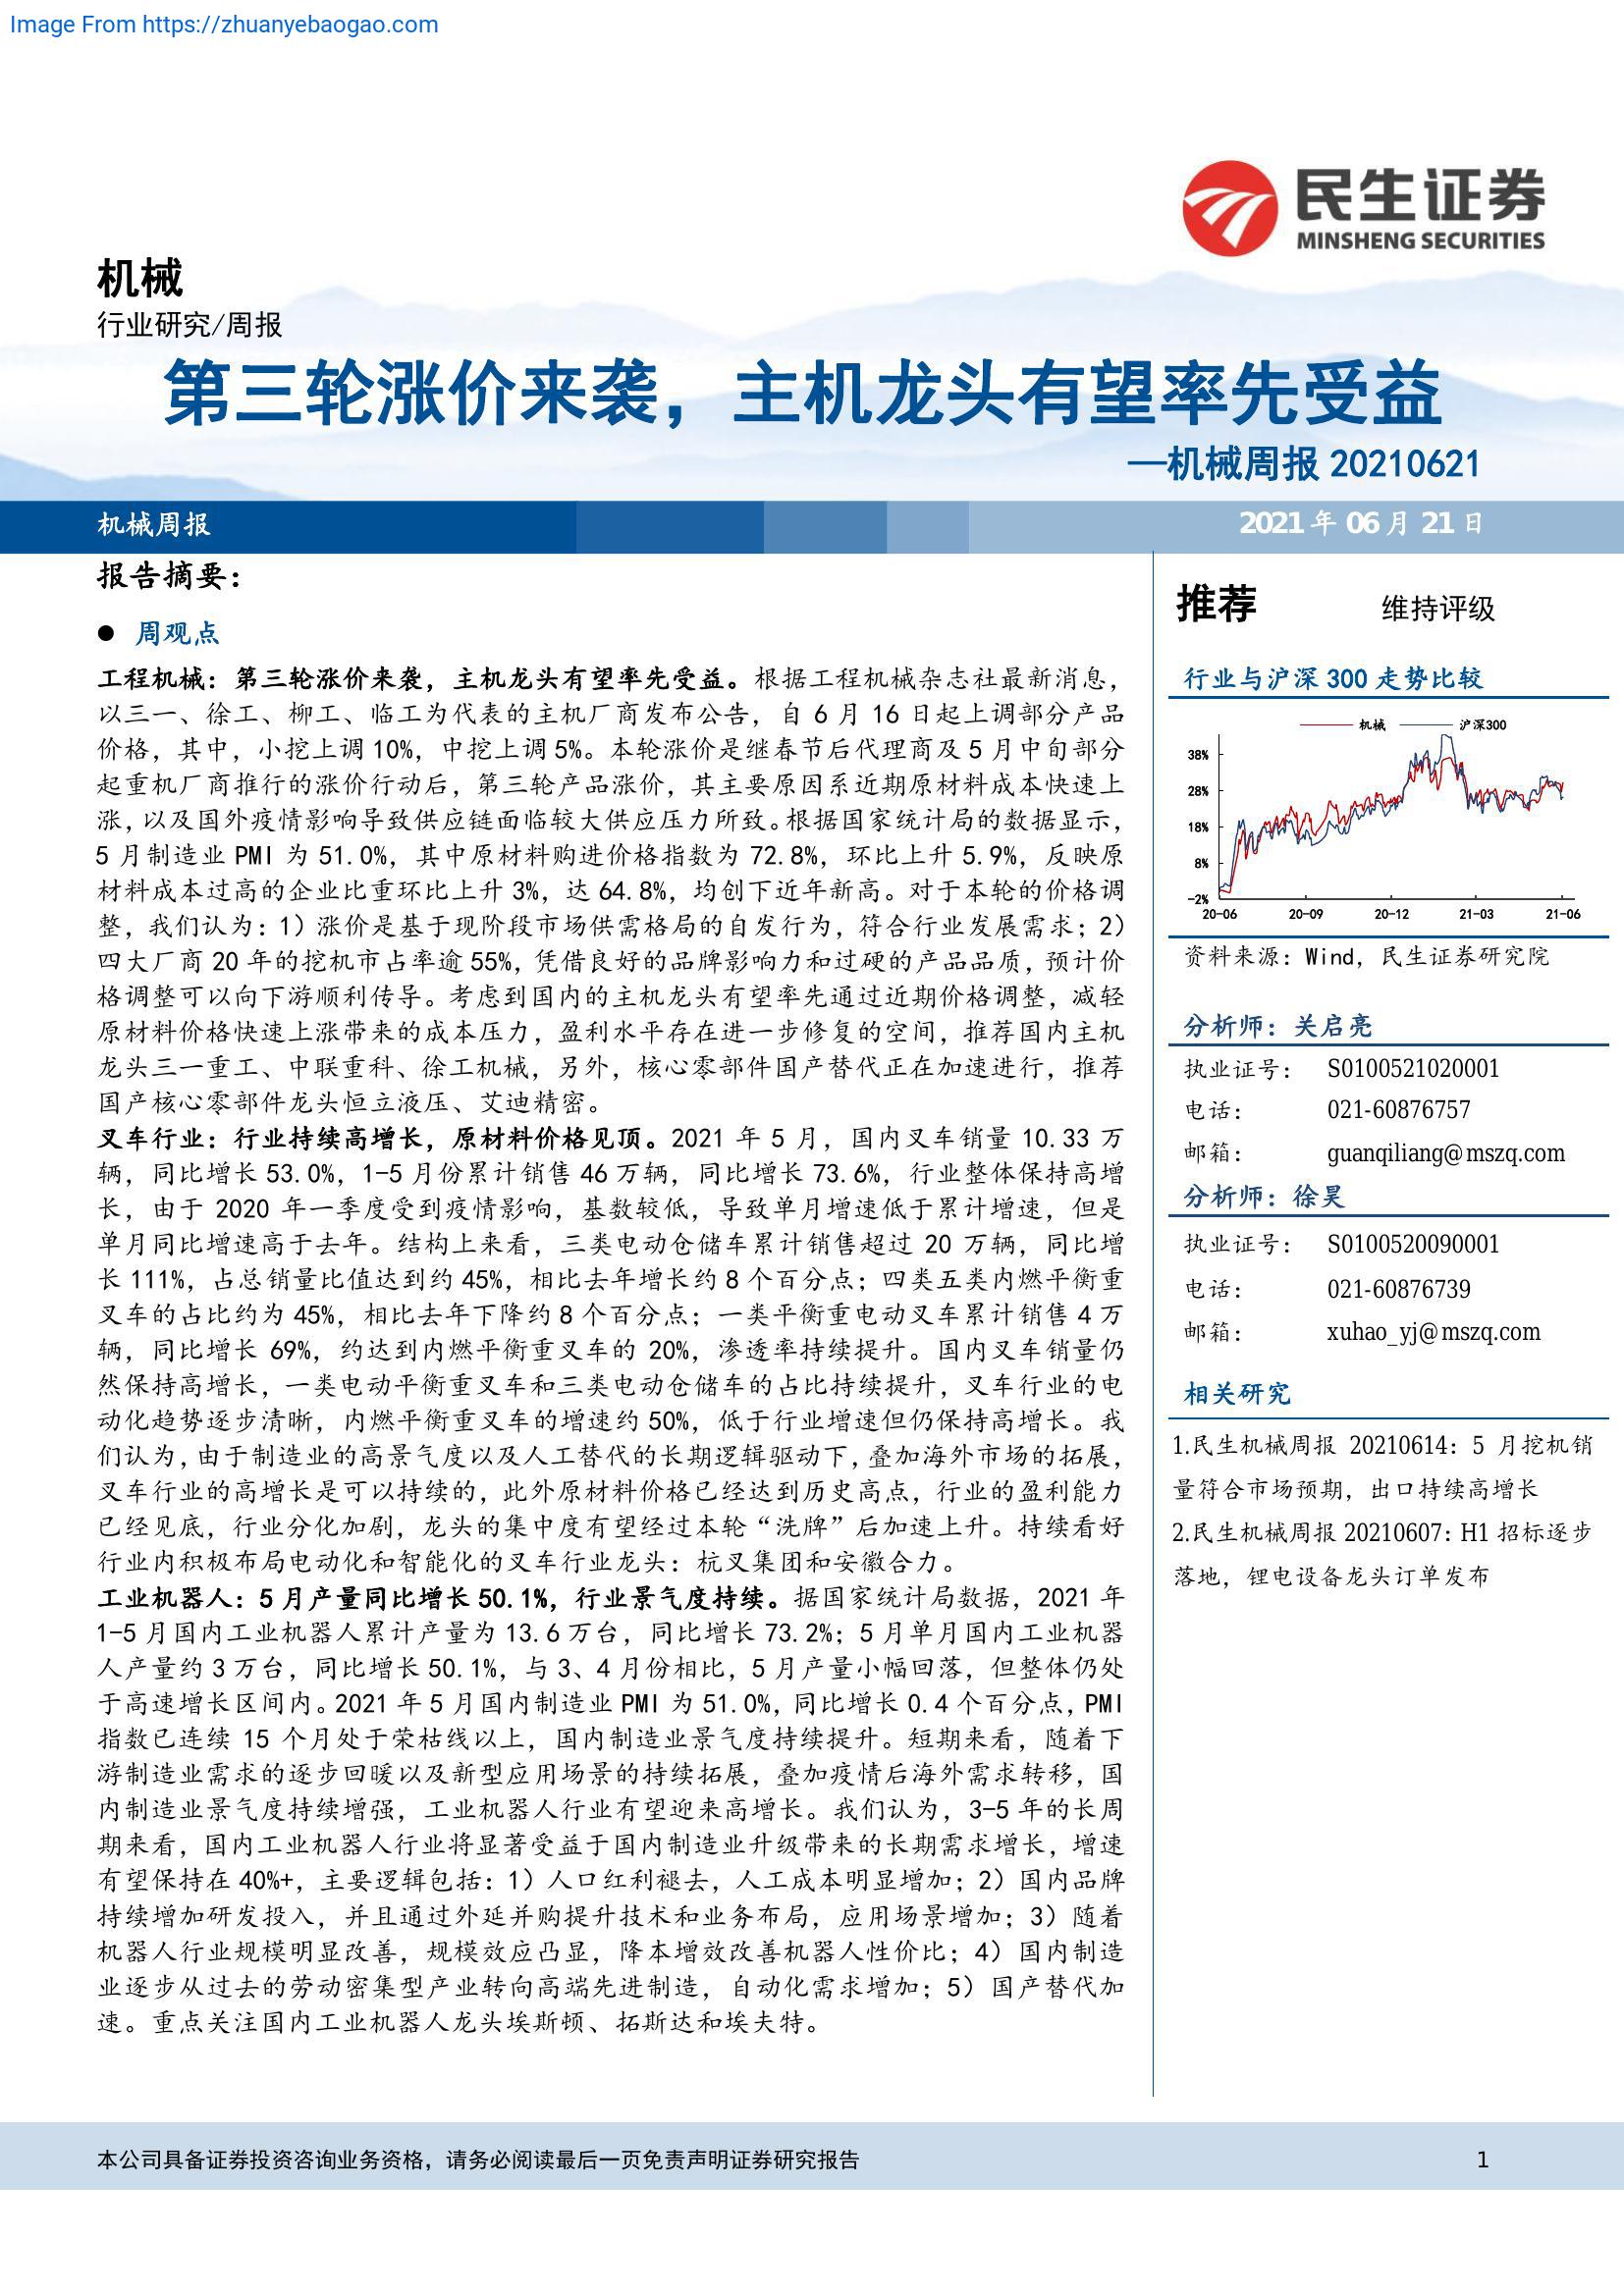 Image From https://zhuanyebaogao.com
民生证券
MINSHENG SECURITIES
机械
行业研究/周报
第三轮涨价来袭，主机龙头有望率先受益
—机械周报 20210621
机械周报
2021 年 06 月 21 日
报告摘要：
● 周观点
工程机械：第三轮涨价来袭，主机龙头有望率先受益。根据工程机械杂志社最新消息，
以三一、徐工、柳工、临工为代表的主机厂商发布公告，自 6 月 16 日起上调部分产品
价格，其中，小挖上调 10%，中挖上调 5%。本轮涨价是继春节后代理商及 5 月中旬部分
起重机厂商推行的涨价行动后，第三轮产品涨价，其主要原因系近期原材料成本快速上
涨，以及国外疫情影响导致供应链面临较大供应压力所致。根据国家统计局的数据显示，
5 月制造业 PMI 为 51.0%，其中原材料购进价格指数为 72.8%，环比上升 5.9%，反映原
材料成本过高的企业比重环比上升 3%，达 64.8%，均创下近年新高。对于本轮的价格调
整，我们认为：1）涨价是基于现阶段市场供需格局的自发行为，符合行业发展需求；2）
四大厂商 20 年的挖机市占率逾 55%，凭借良好的品牌影响力和过硬的产品品质，预计价
格调整可以向下游顺利传导。考虑到国内的主机龙头有望率先通过近期价格调整，减轻
原材料价格快速上涨带来的成本压力，盈利水平存在进一步修复的空间，推荐国内主机
龙头三一重工、中联重科、徐工机械，另外，核心零部件国产替代正在加速进行，推荐
国产核心零部件龙头恒立液压、艾迪精密。
叉车行业：行业持续高增长，原材料价格见顶。2021 年 5 月，国内叉车销量 10.33 万
辆，同比增长 53.0%，1-5 月份累计销售 46 万辆，同比增长 73.6%，行业整体保持高增
长，由于 2020 年一季度受到疫情影响，基数较低，导致单月增速低于累计增速，但是
单月同比增速高于去年。结构上来看，三类电动仓储车累计销售超过 20 万辆，同比增
长 111%，占总销量比值达到约 45%，相比去年增长约 8 个百分点；四类五类内燃平衡重
叉车的占比约为 45%，相比去年下降约 8 个百分点；一类平衡重电动叉车累计销售 4 万
辆，同比增长 69%，约达到内燃平衡重叉车的 20%，渗透率持续提升。国内叉车销量仍
然保持高增长，一类电动平衡重叉车和三类电动仓储车的占比持续提升，叉车行业的电
动化趋势逐步清晰，内燃平衡重叉车的增速约 50%，低于行业增速但仍保持高增长。我
们认为，由于制造业的高景气度以及人工替代的长期逻辑驱动下，叠加海外市场的拓展，
叉车行业的高增长是可以持续的，此外原材料价格已经达到历史高点，行业的盈利能力
已经见底，行业分化加剧，龙头的集中度有望经过本轮“洗牌”后加速上升。持续看好
行业内积极布局电动化和智能化的叉车行业龙头：杭叉集团和安徽合力。
工业机器人：5 月产量同比增长 50.1%，行业景气度持续。据国家统计局数据，2021 年
1-5 月国内工业机器人累计产量为 13.6 万台，同比增长 73.2%；5 月单月国内工业机器
人产量约 3 万台，同比增长 50.1%，与 3、4 月份相比，5 月产量小幅回落，但整体仍处
于高速增长区间内。2021 年 5 月国内制造业 PMI 为 51.0%，同比增长 0.4 个百分点，PMI
指数已连续 15 个月处于荣枯线以上，国内制造业景气度持续提升。短期来看，随着下
游制造业需求的逐步回暖以及新型应用场景的持续拓展，叠加疫情后海外需求转移，国
内制造业景气度持续增强，工业机器人行业有望迎来高增长。我们认为，3-5 年的长周
期来看，国内工业机器人行业将显著受益于国内制造业升级带来的长期需求增长，增速
有望保持在 40%+，主要逻辑包括：1）人口红利褪去，人工成本明显增加；2）国内品牌
持续增加研发投入，并且通过外延并购提升技术和业务布局，应用场景增加；3）随着
机器人行业规模明显改善，规模效应凸显，降本增效改善机器人性价比；4）国内制造
业逐步从过去的劳动密集型产业转向高端先进制造，自动化需求增加；5）国产替代加
速。重点关注国内工业机器人龙头埃斯顿、拓斯达和埃夫特。
推荐 维持评级
行业与沪深 300 走势比较
机械 沪深300
38%
28%
18%
8%
-2%
20-06 20-09 20-12 21-03 21-06
资料来源：Wind，民生证券研究院
分析师：关启亮
执业证号： S0100521020001
电话： 021-60876757
邮箱： guanqiliang@mszq.com
分析师：徐昊
执业证号： S0100520090001
电话： 021-60876739
邮箱： xuhao_yj@mszq.com
相关研究
1.民生机械周报 20210614：5 月挖机销
量符合市场预期，出口持续高增长
2.民生机械周报 20210607：H1 招标逐步
落地，锂电设备龙头订单发布
本公司具备证券投资咨询业务资格，请务必阅读最后一页免责声明证券研究报告
1